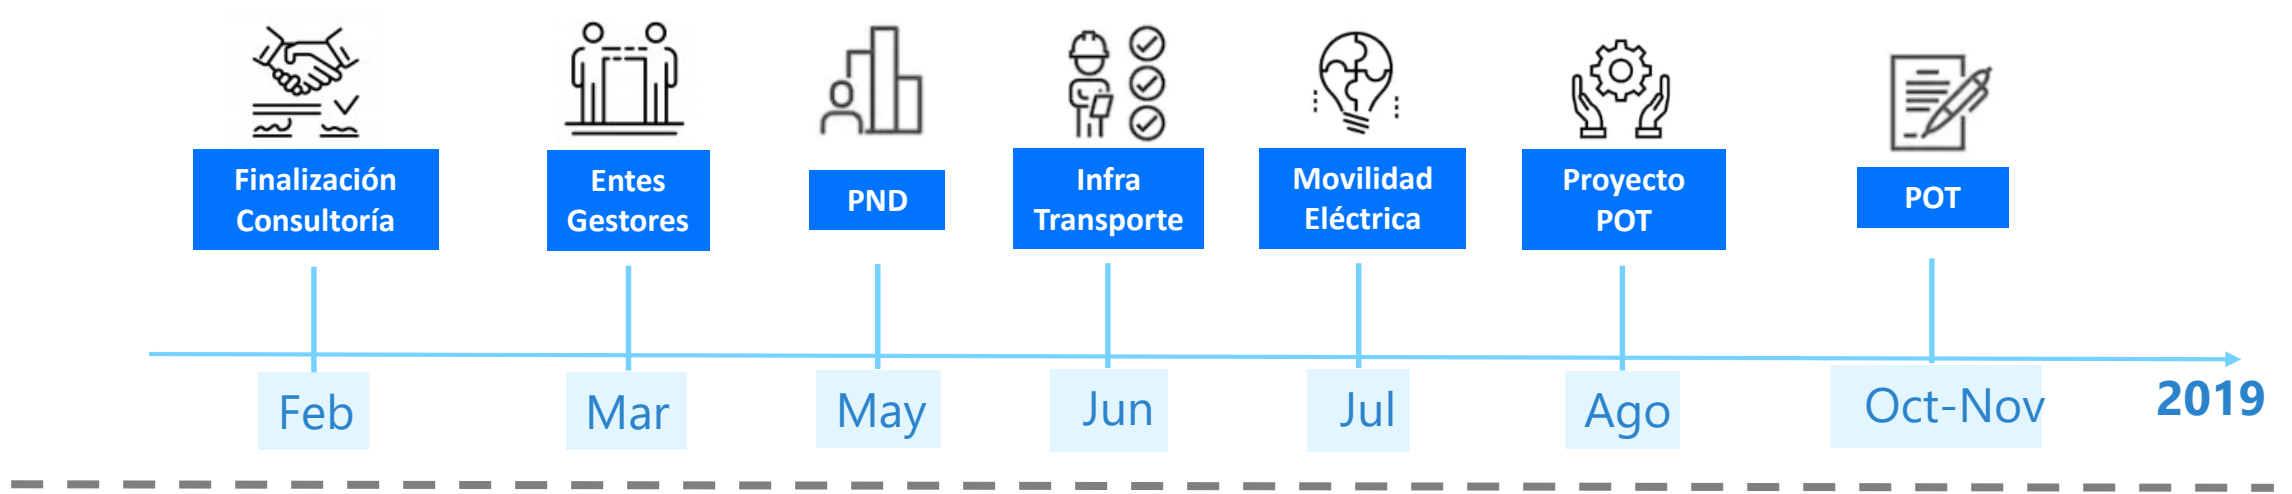 Finalización
Consultoría
Entes
Gestores
PND
Infra
Transporte
Movilidad
Eléctrica
Proyecto
POT
POT
Feb
Mar
May
Jun
Jul
Ago
Oct-Nov
2019